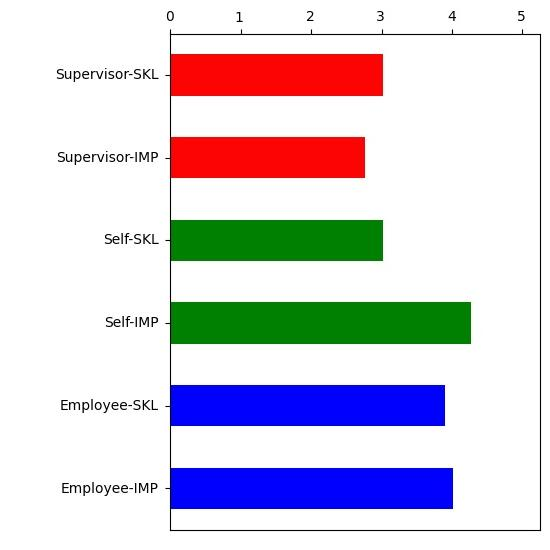 0 1 2 3 4 5
Supervisor-SKL
Supervisor-IMP
Self-SKL
Self-IMP
Employee-SKL
Employee-IMP